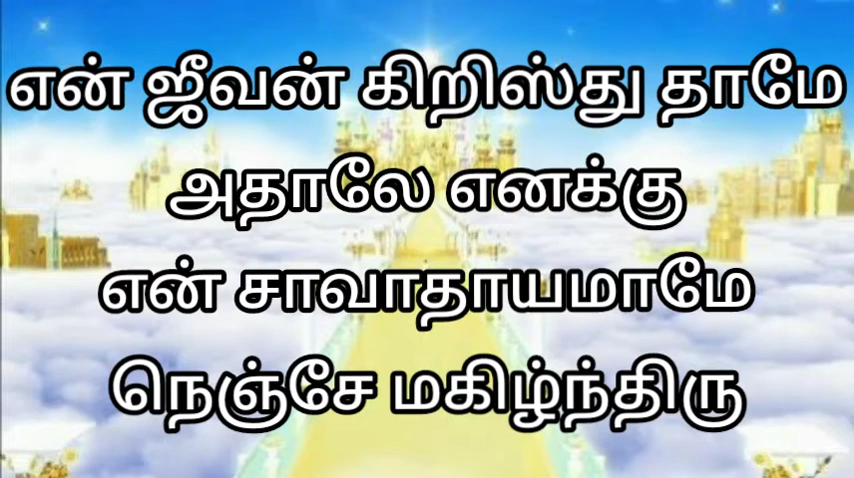 என் ஜீவன் கிறிஸ்து தாமே
அதாலே எனக்கு
என் சாவாதாயமாமே
நெஞ்சே மகிழ்ந்திரு